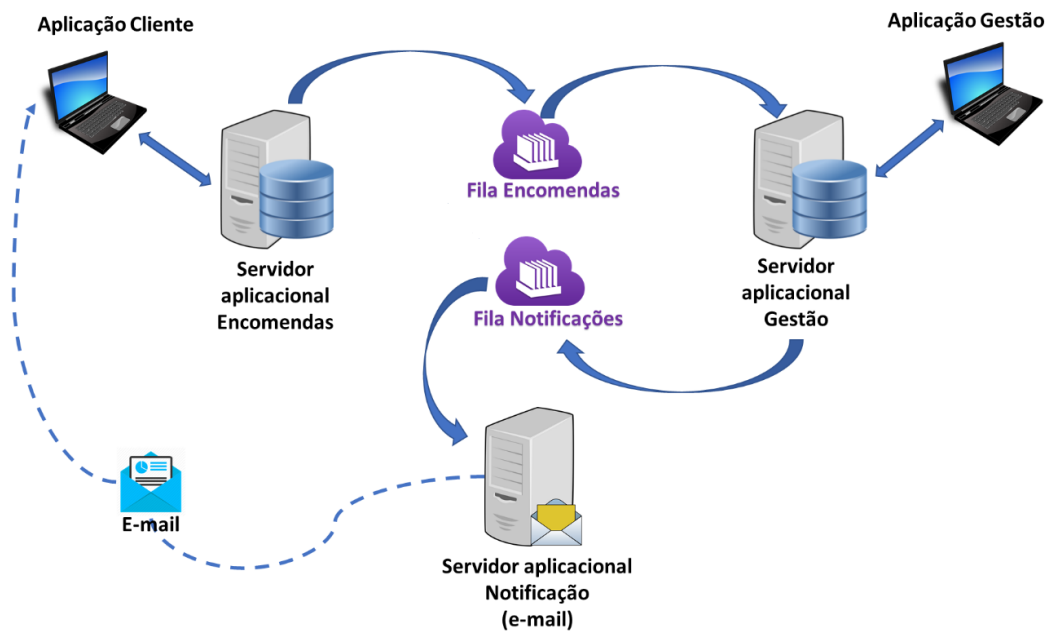 Aplicação Cliente
Aplicação Gestão
Fila Encomendas
Servidor
aplicacional
Encomendas
Servidor
aplicacional
Gestão
Fila Notificações
E-mail
Servidor aplicacional
Notificação
(e-mail)